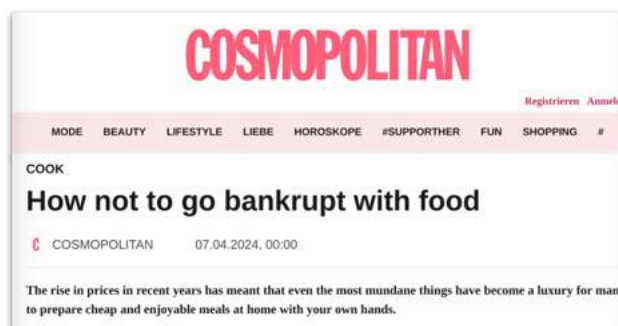 COSMOPOLITAN
Registrieren
MODE BEAUTY LIFESTYLE LIEBE HOROSKOPE #SUPPORTHER FUN SHOPPING #
COOK
How not to go bankrupt with food
C COSMOPOLITAN 07.04.2024, 00:00
The rise in prices in recent years has meant that even the most mundane things have become a luxury for
to prepare cheap and enjoyable meals at home with your own hands.